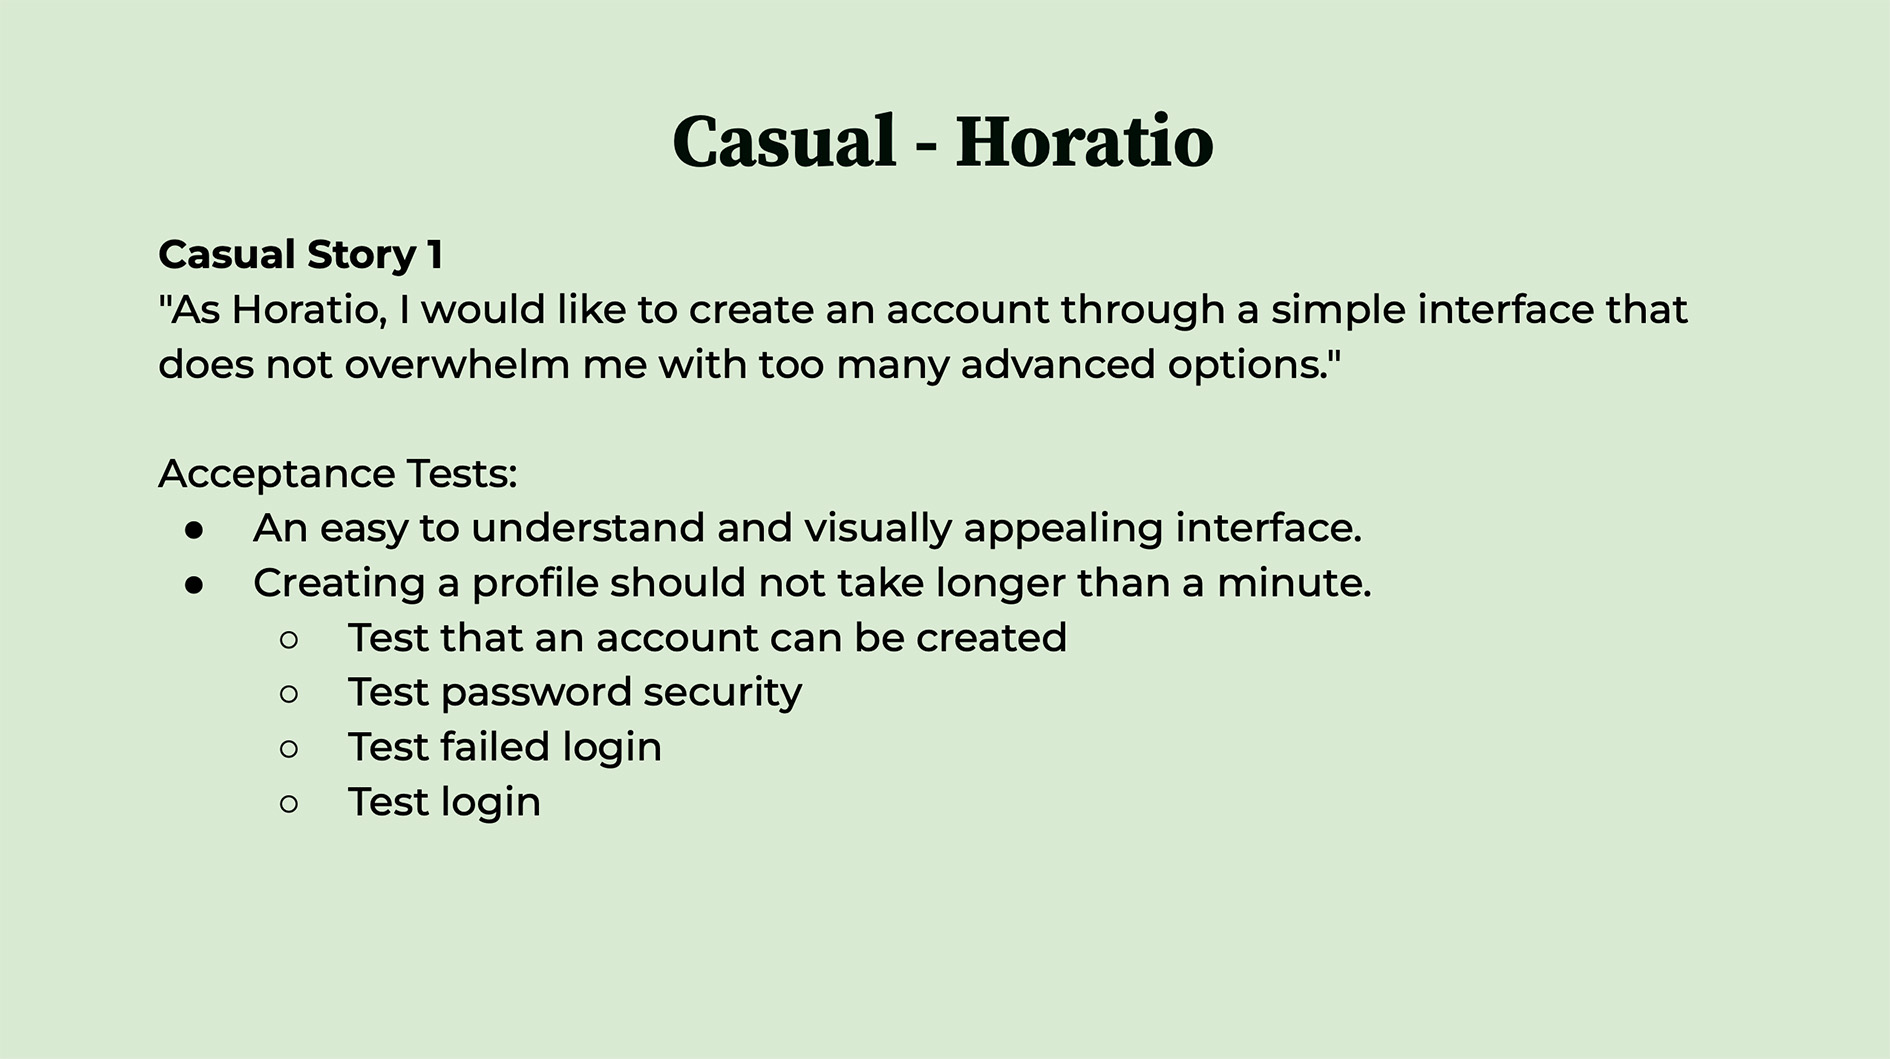 Casual - Horatio
Casual Story 1
"As Horatio, I would like to create an account through a simple interface that
does not overwhelm me with too many advanced options."
Acceptance Tests:
● An easy to understand and visually appealing interface.
● Creating a profile should not take longer than a minute.
○ Test that an account can be created
○ Test password security
○ Test failed login
○ Test login